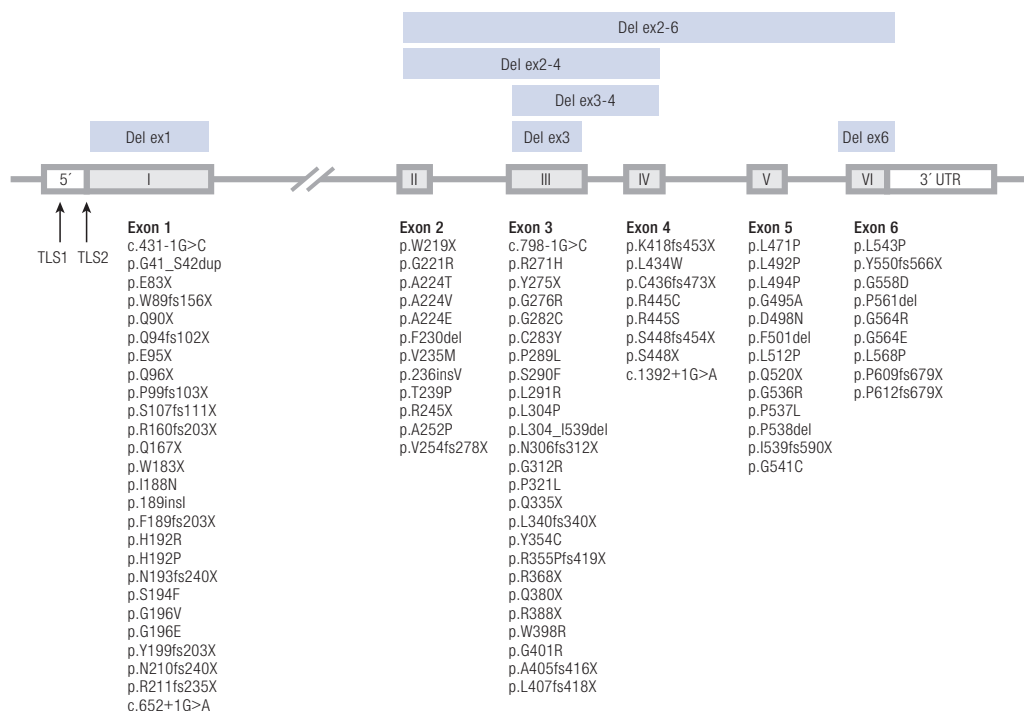 Del ex2-6
Del ex2-4
Del ex3-4
Del ex1
Del ex3
Del ex6
5´
I
II
III
IV
V
VI
3´ UTR
TLS1
TLS2
Exon 1
c.431-1G>C
p.G41_S42dup
p.E83X
p.W89fs156X
p.Q90X
p.Q94fs102X
p.E95X
p.Q96X
p.P99fs103X
p.S107fs111X
p.R160fs203X
p.Q167X
p.W183X
p.I188N
p.189insI
p.F189fs203X
p.H192R
p.H192P
p.N193fs240X
p.S194F
p.G196V
p.G196E
p.Y199fs203X
p.N210fs240X
p.R211fs235X
c.652+1G>A
Exon 2
p.W219X
p.G221R
p.A224T
p.A224V
p.A224E
p.F230del
p.V235M
p.236insV
p.T239P
p.R245X
p.A252P
p.V254fs278X
Exon 3
c.798-1G>C
p.R271H
p.Y275X
p.G276R
p.G282C
p.C283Y
p.P289L
p.S290F
p.L291R
p.L304P
p.L304_I539del
p.N306fs312X
p.G312R
p.P321L
p.Q335X
p.L340fs340X
p.Y354C
p.R355Pfs419X
p.R368X
p.Q380X
p.R388X
p.W398R
p.G401R
p.A405fs416X
p.L407fs418X
Exon 4
p.K418fs453X
p.L434W
p.C436fs473X
p.R445C
p.R445S
p.S448fs454X
p.S448X
c.1392+1G>A
Exon 5
p.L471P
p.L492P
p.L494P
p.G495A
p.D498N
p.F501del
p.L512P
p.Q520X
p.G536R
p.P537L
p.P538del
p.I539fs590X
p.G541C
Exon 6
p.L543P
p.Y550fs566X
p.G558D
p.P561del
p.G564R
p.G564E
p.L568P
p.P609fs679X
p.P612fs679X